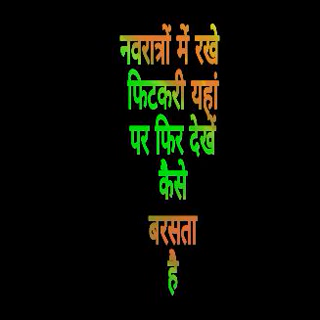 नवरात्रों में रखे
फिटकरी यहां
पर फिर देखें
कैसे
बरसता
है